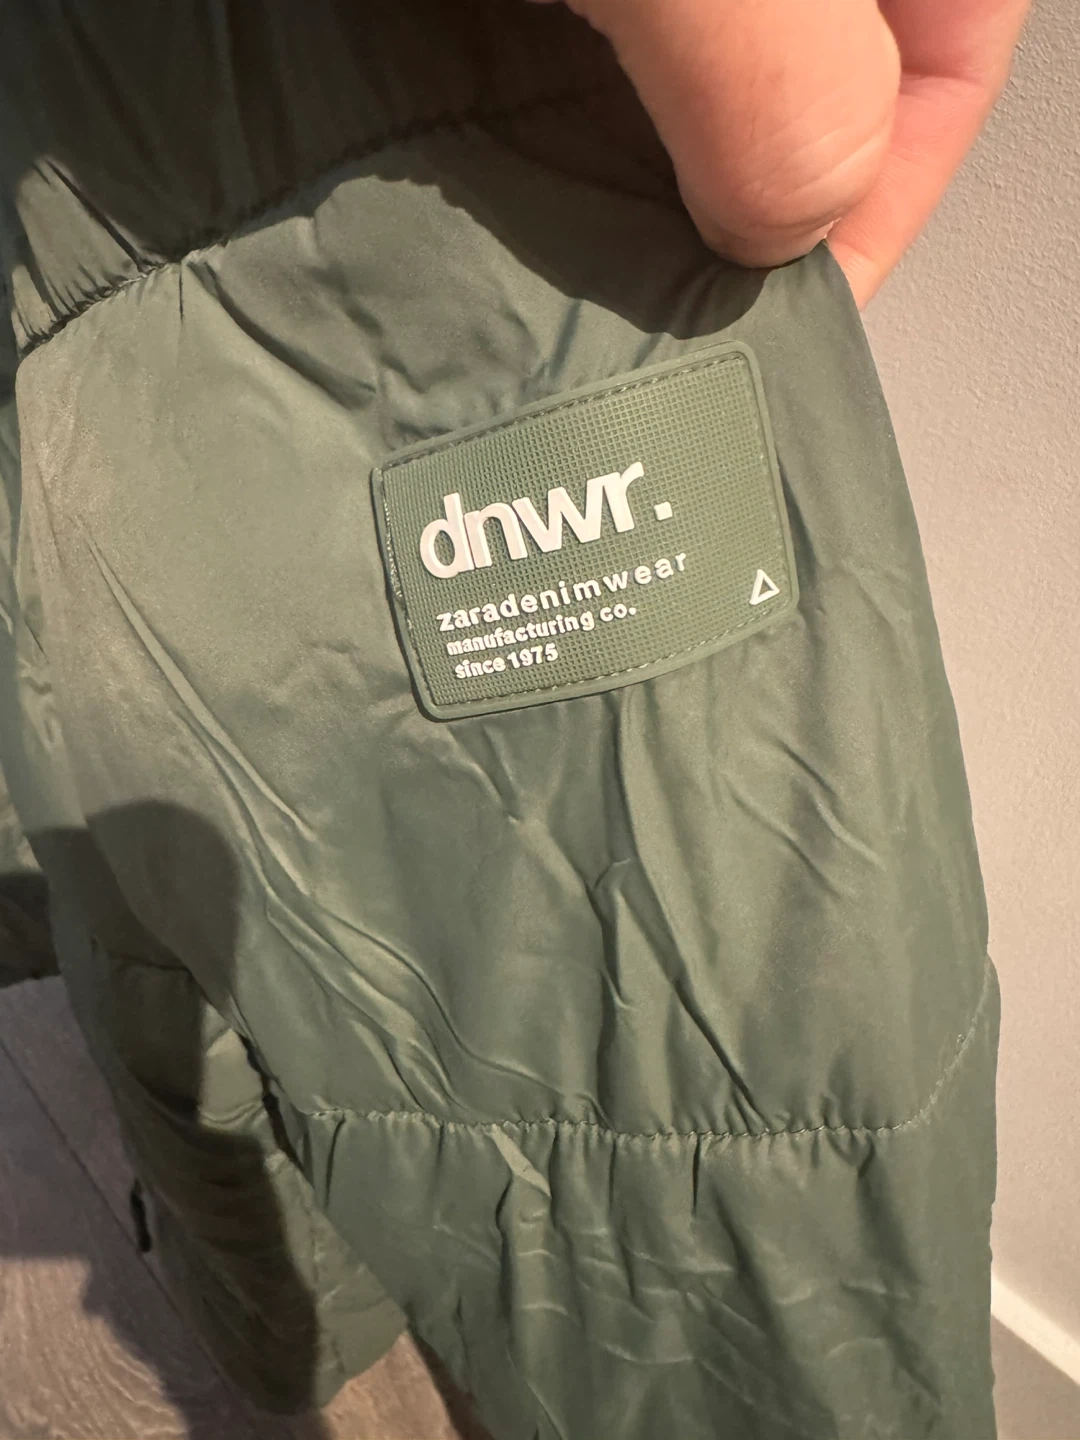 dnwr.
zaradenimwear
manufacturing co.
since 1975